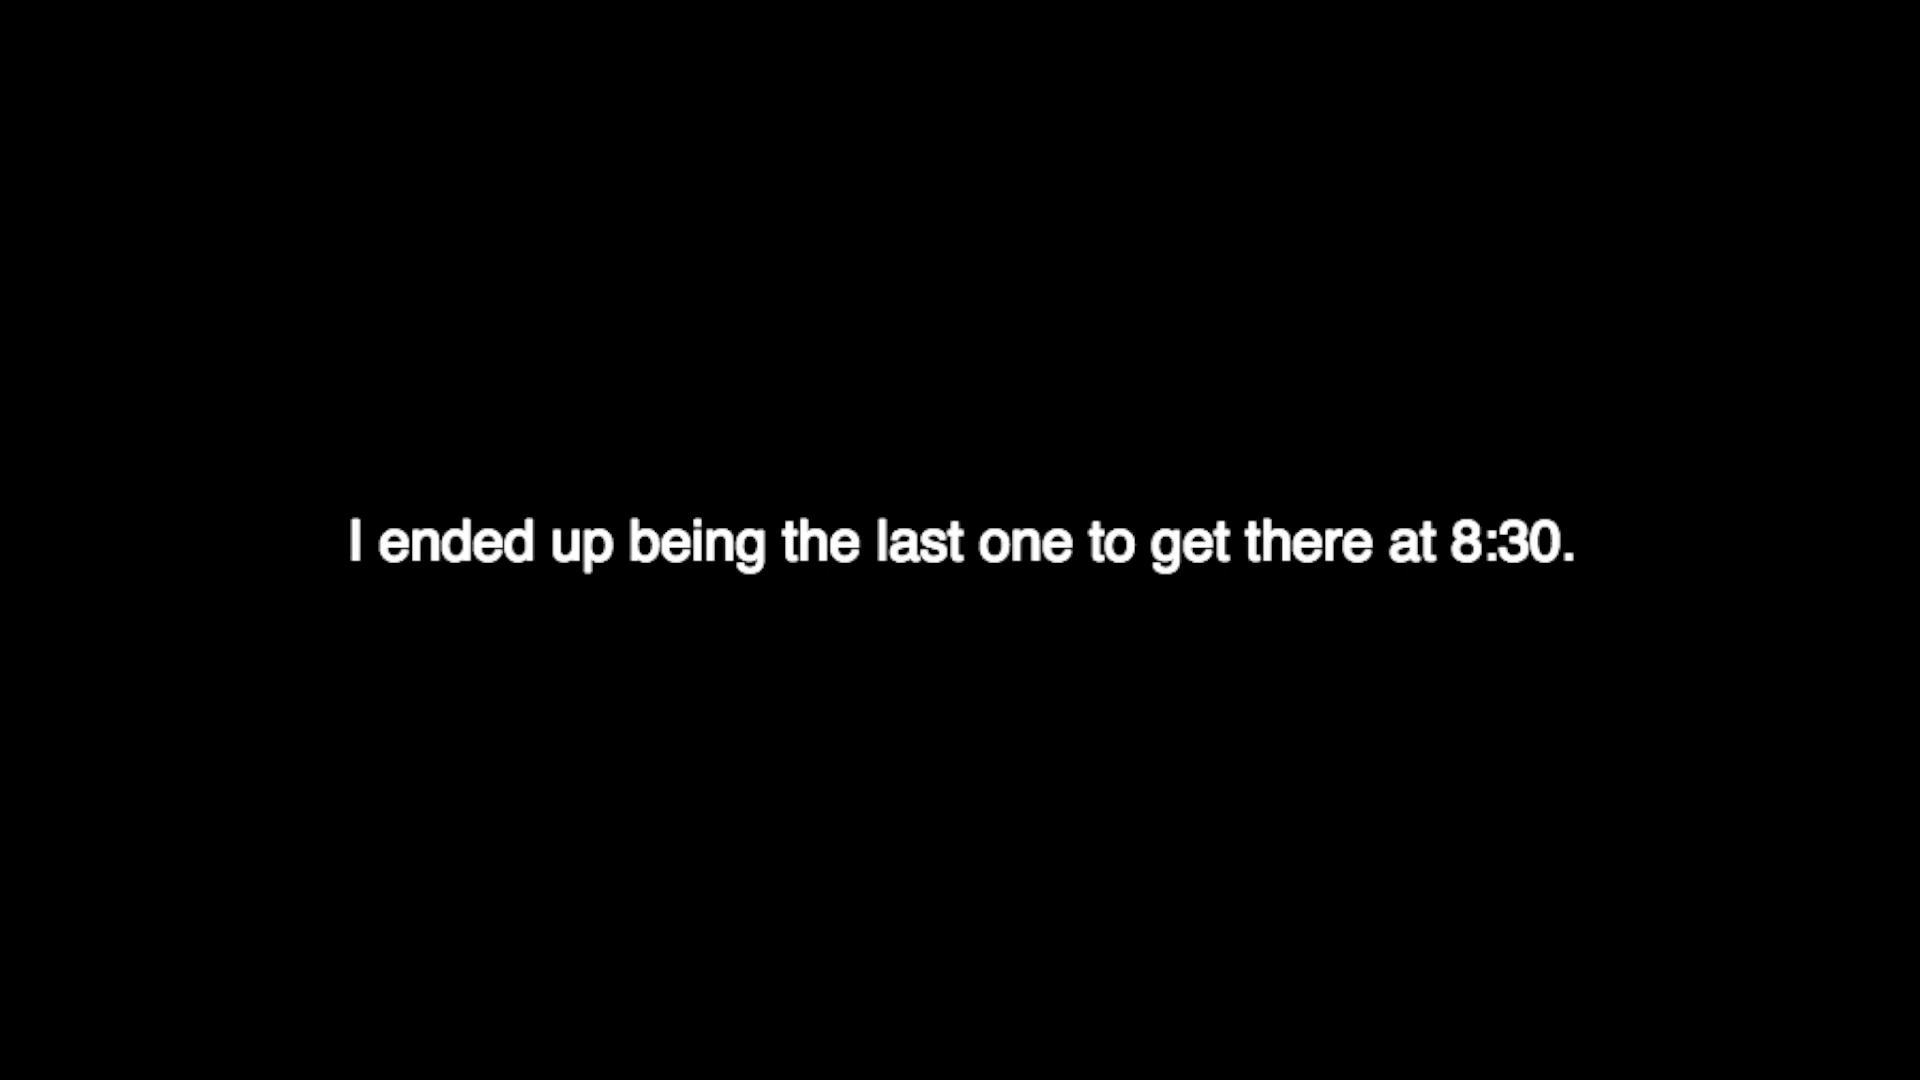 I ended up being the last one to get there at 8:30.